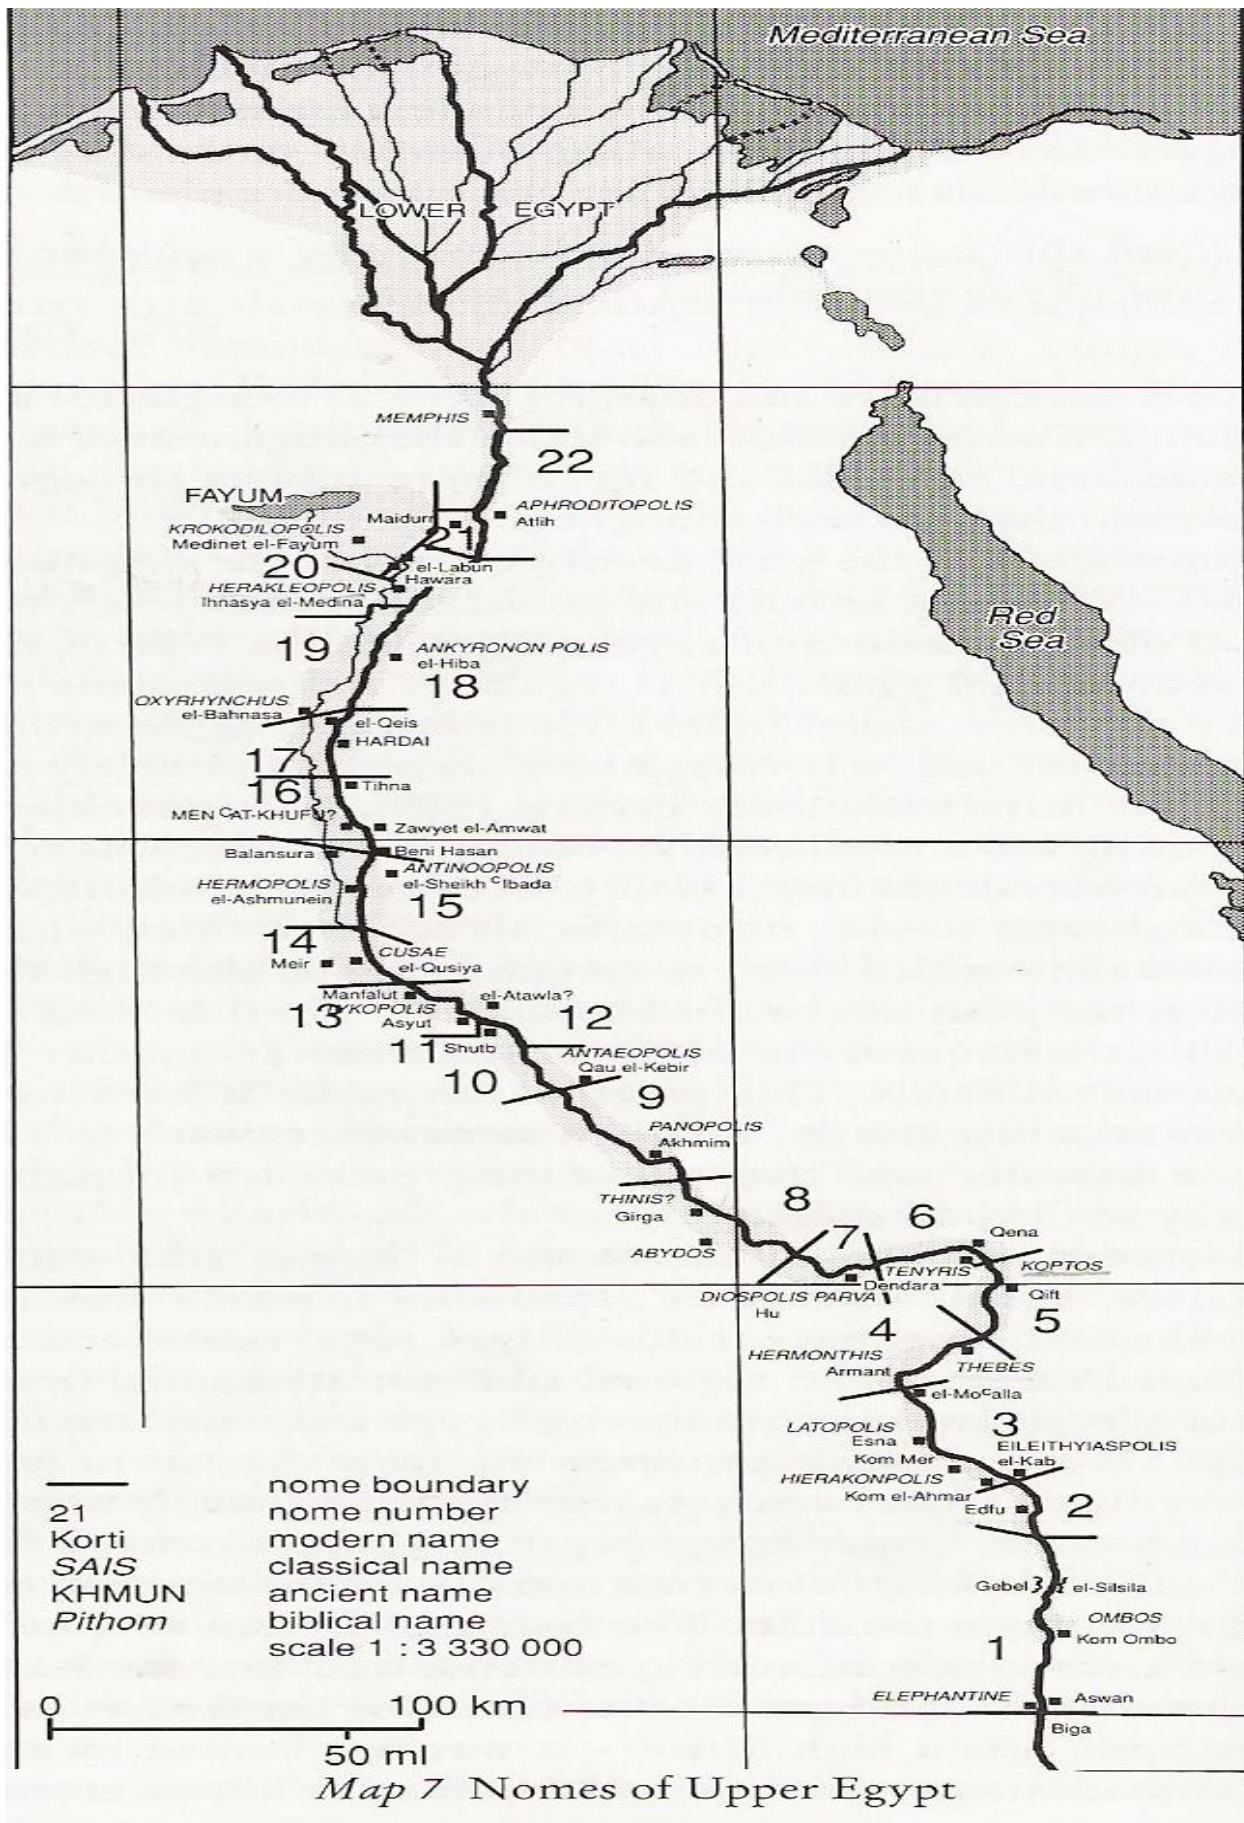 Mediterranean Sea
LOWER EGYPT
MEMPHIS
22
FAYUM
APHRODITOPOLIS
Atfih
Maidum
KROKODILOPOLIS
Medinet el-Fayum
21
20
el-Lahun
Hawara
HERAKLEOPOLIS
Ihnasya el-Medina
Red
Sea
19
ANKYRONON POLIS
el-Hiba
18
OXYRHYNCHUS
el-Bahnasa
el-Qeis
HARDAI
17
16
Tihna
MENCAT-KHUFU?
Zawyet el-Amwat
Balansura
Beni Hasan
ANTINOOPOLIS
el-Sheikh cIbada
HERMOPOLIS
el-Ashmunein
15
14
CUSAE
el-Qusiya
Meir
Manfalut
el-Atawla?
13
LYKOPOLIS
Asyut
12
11
Shutb
ANTAEOPOLIS
Qau el-Kebir
10
9
PANOPOLIS
Akhmim
THINIS?
Girga
8
ABYDOS
7
6
Qena
TENYRIS
Dendara
KOPTOS
Qift
DIOSPOLIS PARVA
Hu
5
4
HERMONTHIS
Armant
THEBES
el-Mocalla
LATOPOLIS
Esna
3
Kom Mer
EILEITHYIASPOLIS
el-Kab
HIERAKONPOLIS
Kom el-Ahmar
Edfu
2
Gebel el-Silsila
OMBOS
Kom Ombo
1
ELEPHANTINE
Aswan
Biga
nome boundary
21 nome number
Korti modern name
SAIS classical name
KHMUN ancient name
Pithom biblical name
scale 1 : 3 330 000
0 100 km
50 ml
Map 7 Nomes of Upper Egypt